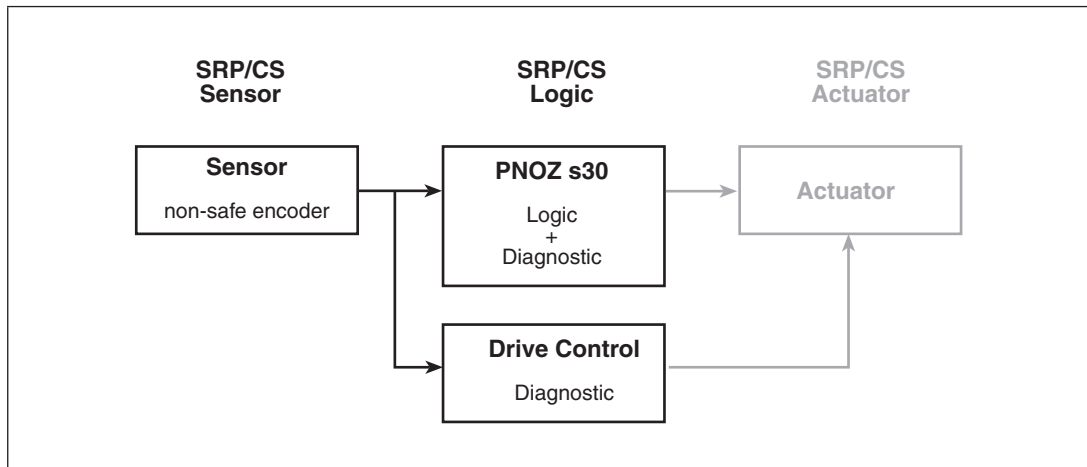 SRP/CS
Sensor
SRP/CS
Logic
SRP/CS
Actuator
Sensor
non-safe encoder
PNOZ s30
Logic
+
Diagnostic
Actuator
Drive Control
Diagnostic